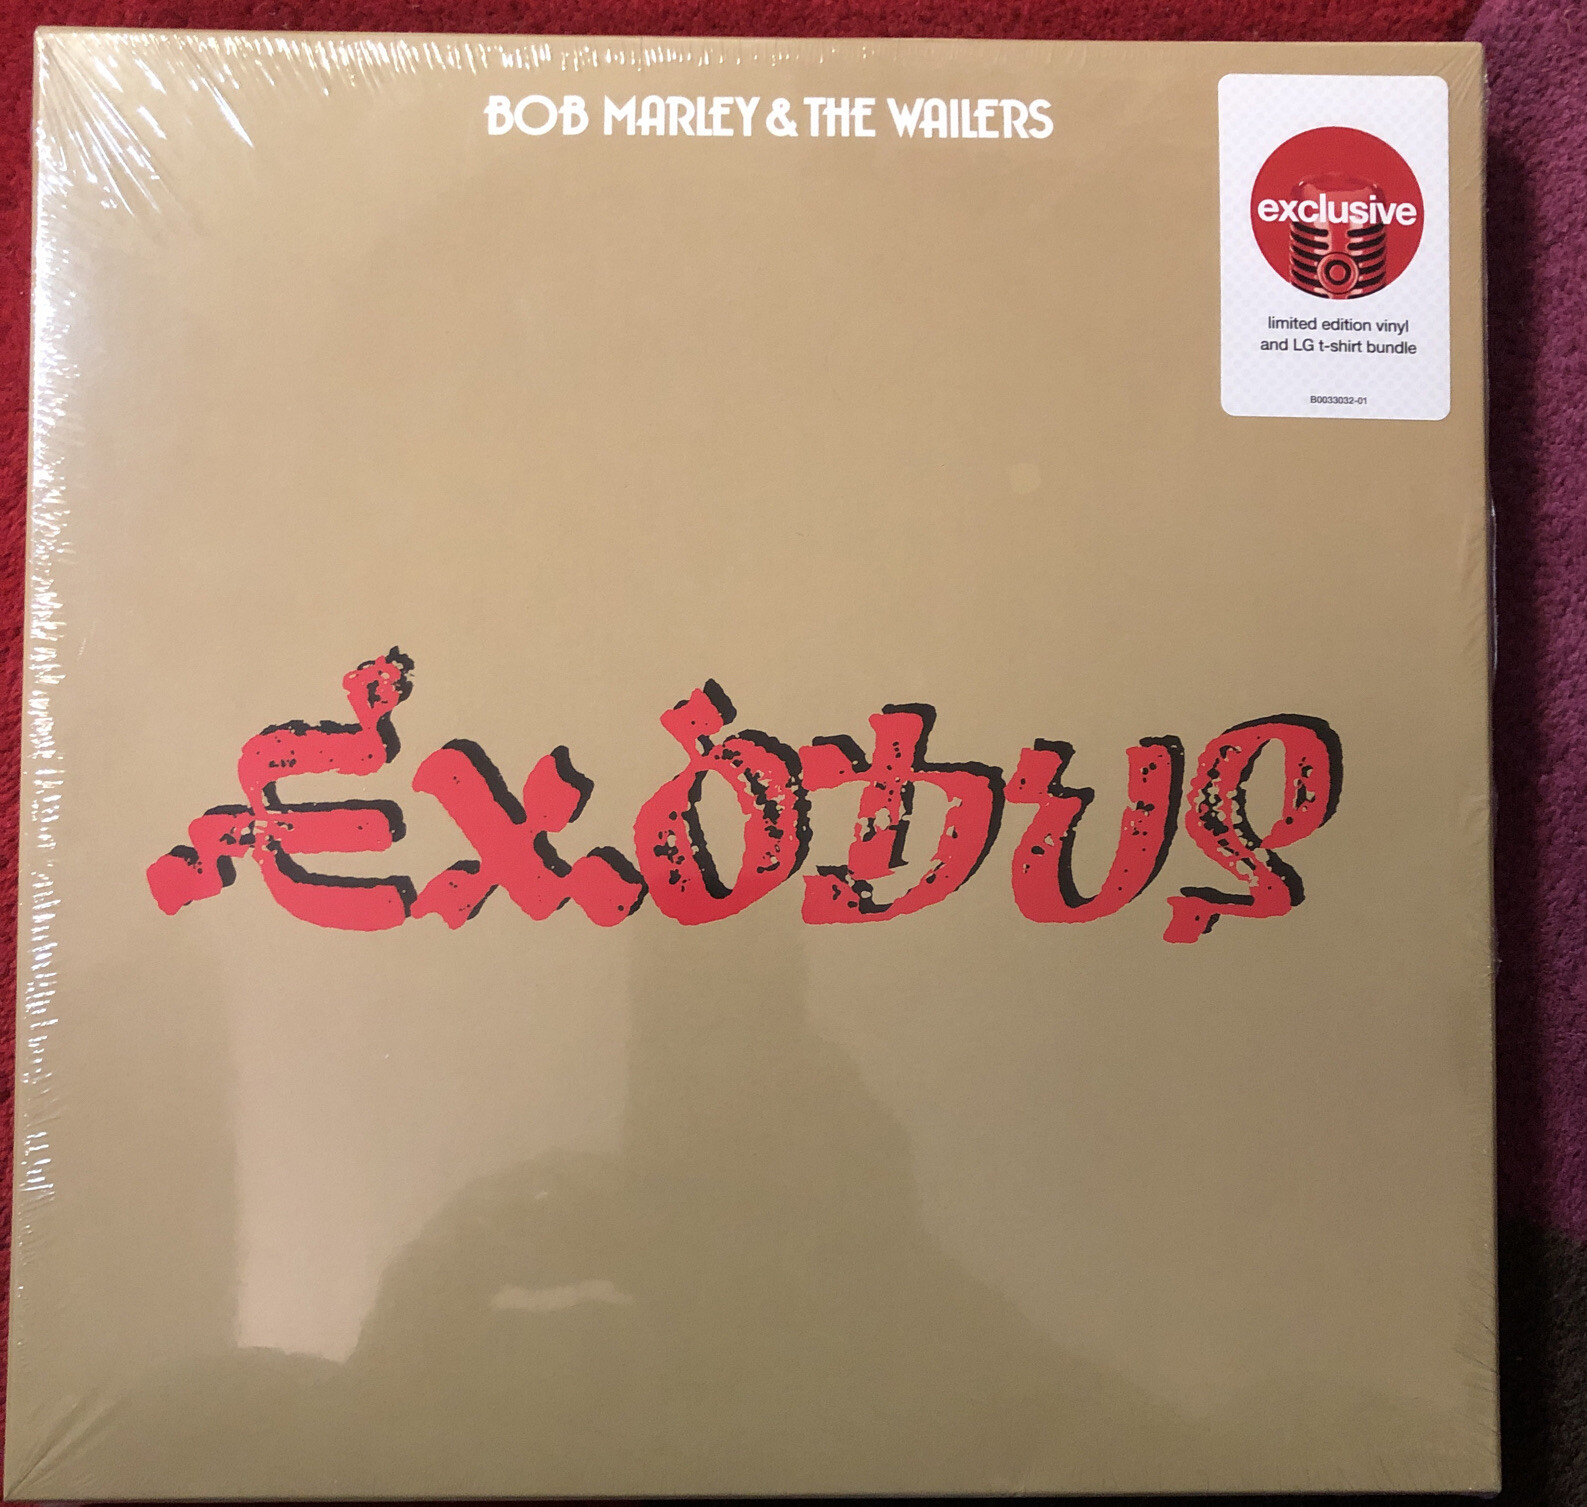 BOB MARLEY & THE WAILERS
exclusive
limited edition vinyl
and LG t-shirt bundle
B0033032-01
EXODUS